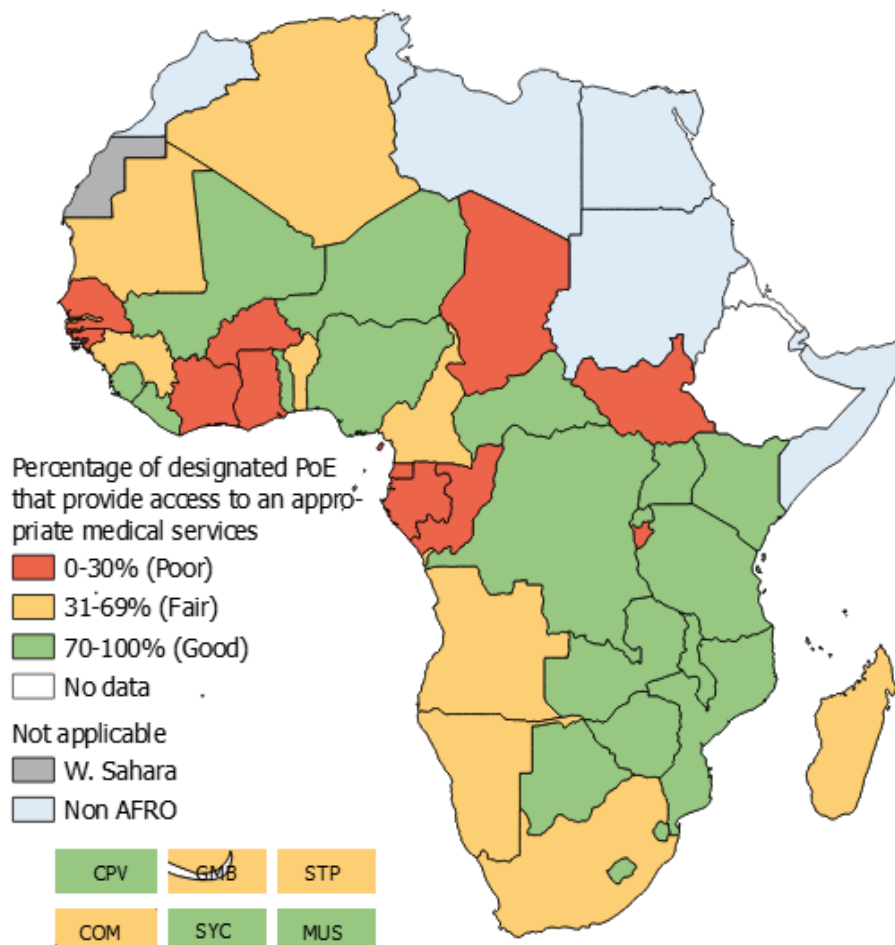 Percentage of designated PoE
that provide access to an appro-
priate medical services
0-30% (Poor)
31-69% (Fair)
70-100% (Good)
No data
Not applicable
W. Sahara
Non AFRO
CPV GMB STP
COM SYC MUS